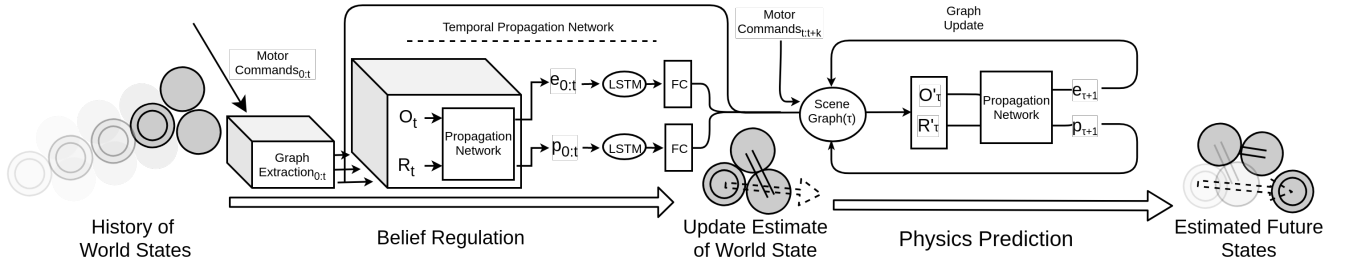 Motor
Commands0:t
Graph
Extraction0:t
History of
World States
Temporal Propagation Network
Ot
Rt
Propagation
Network
e0:t
p0:t
LSTM
LSTM
FC
FC
Belief Regulation
Motor
Commandst:t+k
Scene
Graph(τ)
Update Estimate
of World State
Graph
Update
O'τ
R'τ
Propagation
Network
eτ+1
pτ+1
Physics Prediction
Estimated Future
States